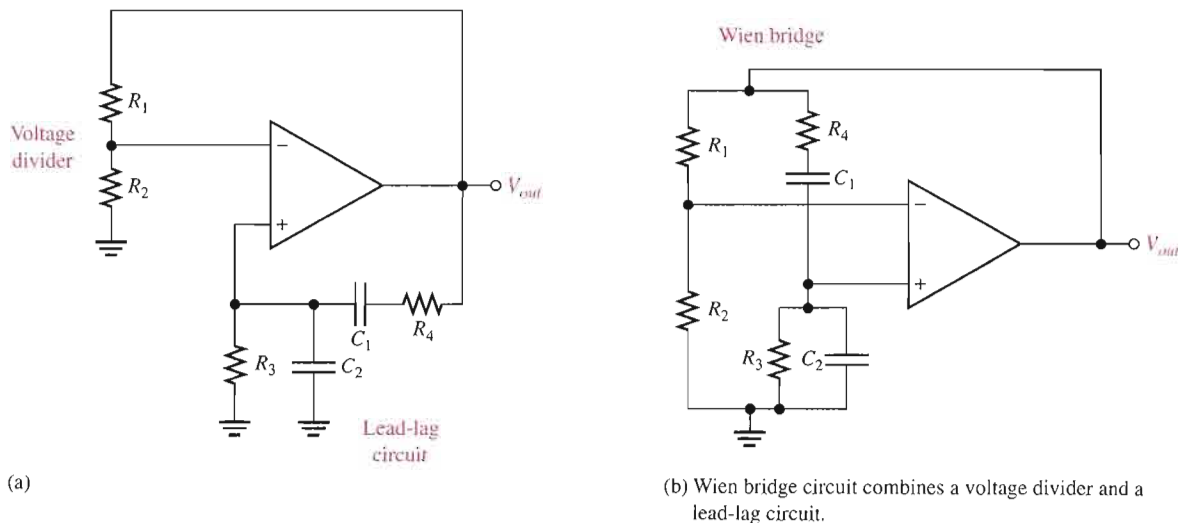 R1
Voltage
divider
R2
−
+
Vout
C1
R4
R3
C2
Lead-lag
circuit
(a)
Wien bridge
R1
R4
C1
−
+
Vout
R2
R3
C2
(b) Wien bridge circuit combines a voltage divider and a
lead-lag circuit.